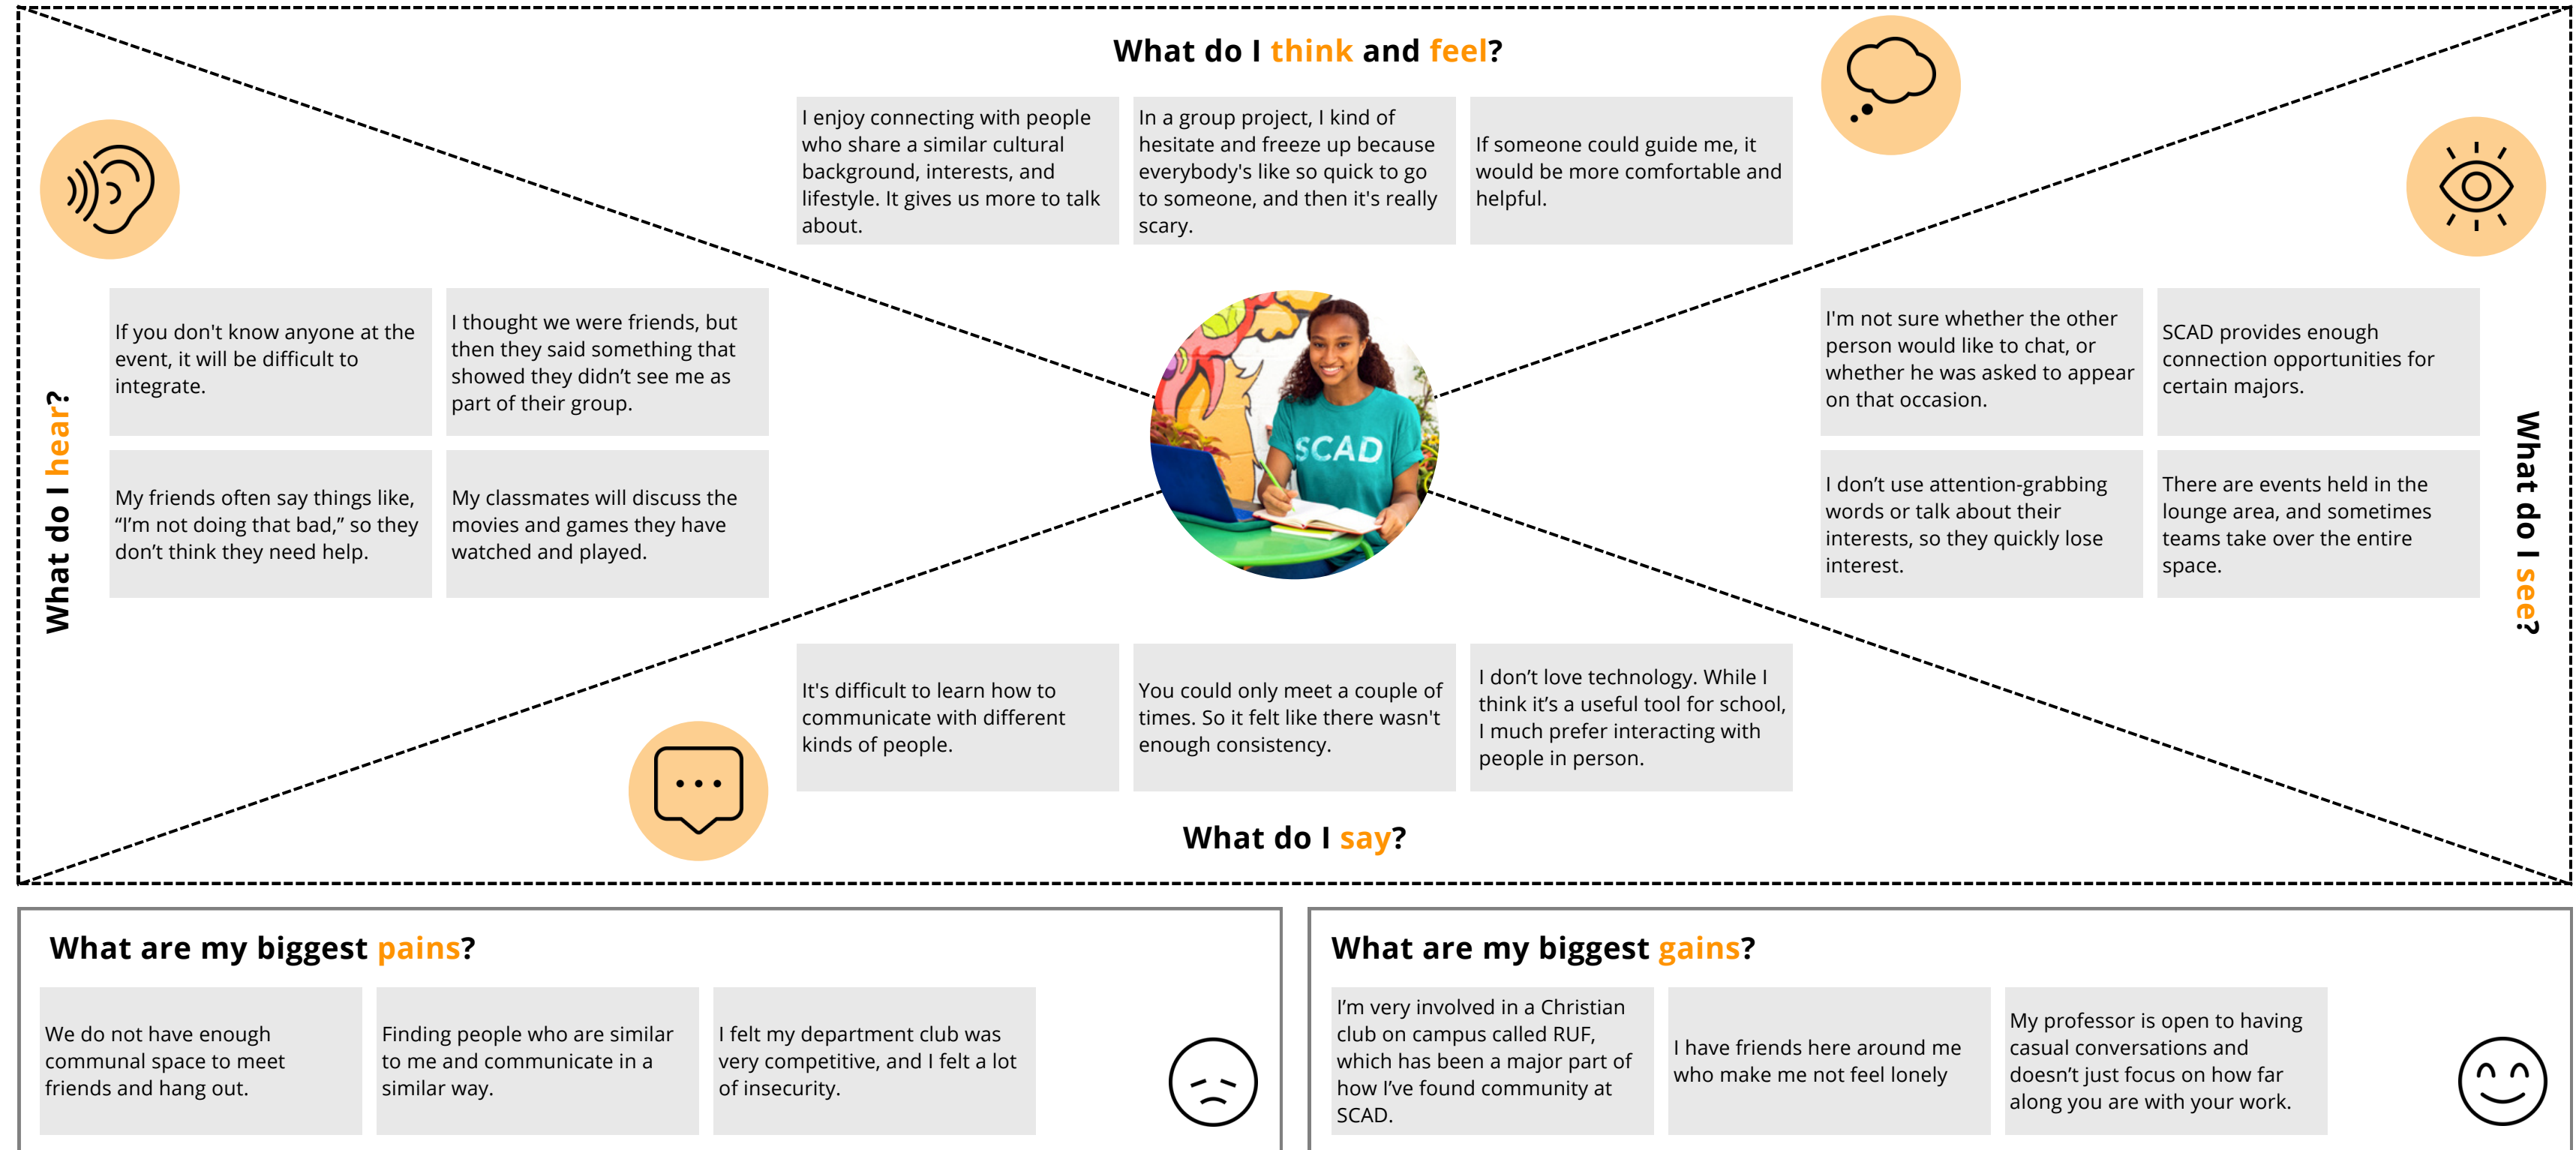 What do I think and feel?
I enjoy connecting with people
who share a similar cultural
background, interests, and
lifestyle. It gives us more to talk
about.
In a group project, I kind of
hesitate and freeze up because
everybody's like so quick to go
to someone, and then it's really
scary.
If someone could guide me, it
would be more comfortable and
helpful.
What do I hear?
If you don't know anyone at the
event, it will be difficult to
integrate.
I thought we were friends, but
then they said something that
showed they didn’t see me as
part of their group.
My friends often say things like,
“I’m not doing that bad,” so they
don’t think they need help.
My classmates will discuss the
movies and games they have
watched and played.
SCAD
What do I see?
I'm not sure whether the other
person would like to chat, or
whether he was asked to appear
on that occasion.
SCAD provides enough
connection opportunities for
certain majors.
I don’t use attention-grabbing
words or talk about their
interests, so they quickly lose
interest.
There are events held in the
lounge area, and sometimes
teams take over the entire
space.
It's difficult to learn how to
communicate with different
kinds of people.
You could only meet a couple of
times. So it felt like there wasn't
enough consistency.
I don’t love technology. While I
think it’s a useful tool for school,
I much prefer interacting with
people in person.
What do I say?
What are my biggest pains?
We do not have enough
communal space to meet
friends and hang out.
Finding people who are similar
to me and communicate in a
similar way.
I felt my department club was
very competitive, and I felt a lot
of insecurity.
What are my biggest gains?
I’m very involved in a Christian
club on campus called RUF,
which has been a major part of
how I’ve found community at
SCAD.
I have friends here around me
who make me not feel lonely
My professor is open to having
casual conversations and
doesn’t just focus on how far
along you are with your work.